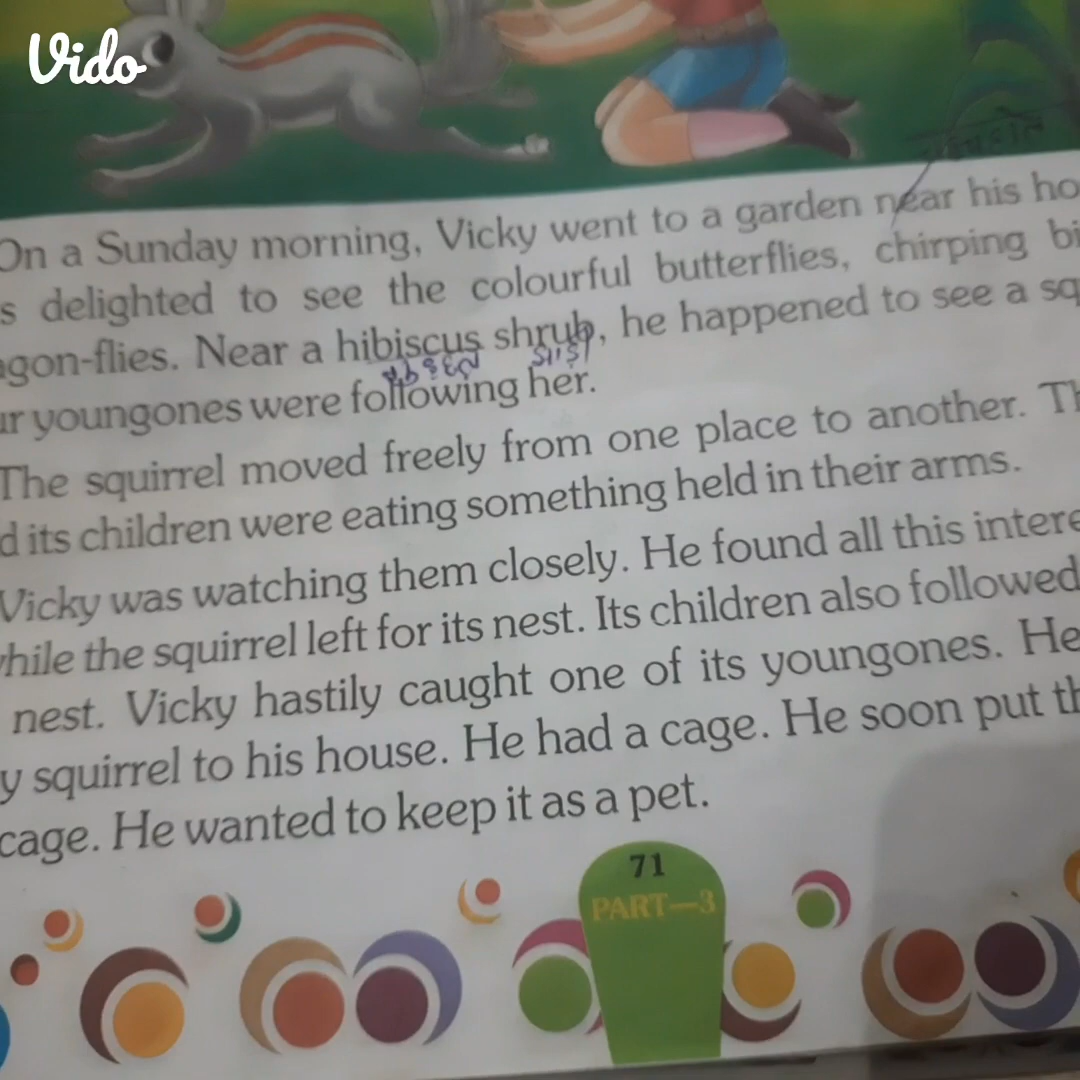 Vido
On a Sunday morning, Vicky went to a garden near his ho
s delighted to see the colourful butterflies, chirping bi
agon-flies. Near a hibiscus shrub, he happened to see a sq
ur youngones were following her.
The squirrel moved freely from one place to another. Th
d its children were eating something held in their arms.
Vicky was watching them closely. He found all this intere
while the squirrel left for its nest. Its children also followed
nest. Vicky hastily caught one of its youngones. He
y squirrel to his house. He had a cage. He soon put th
cage. He wanted to keep it as a pet.
71
PART—3